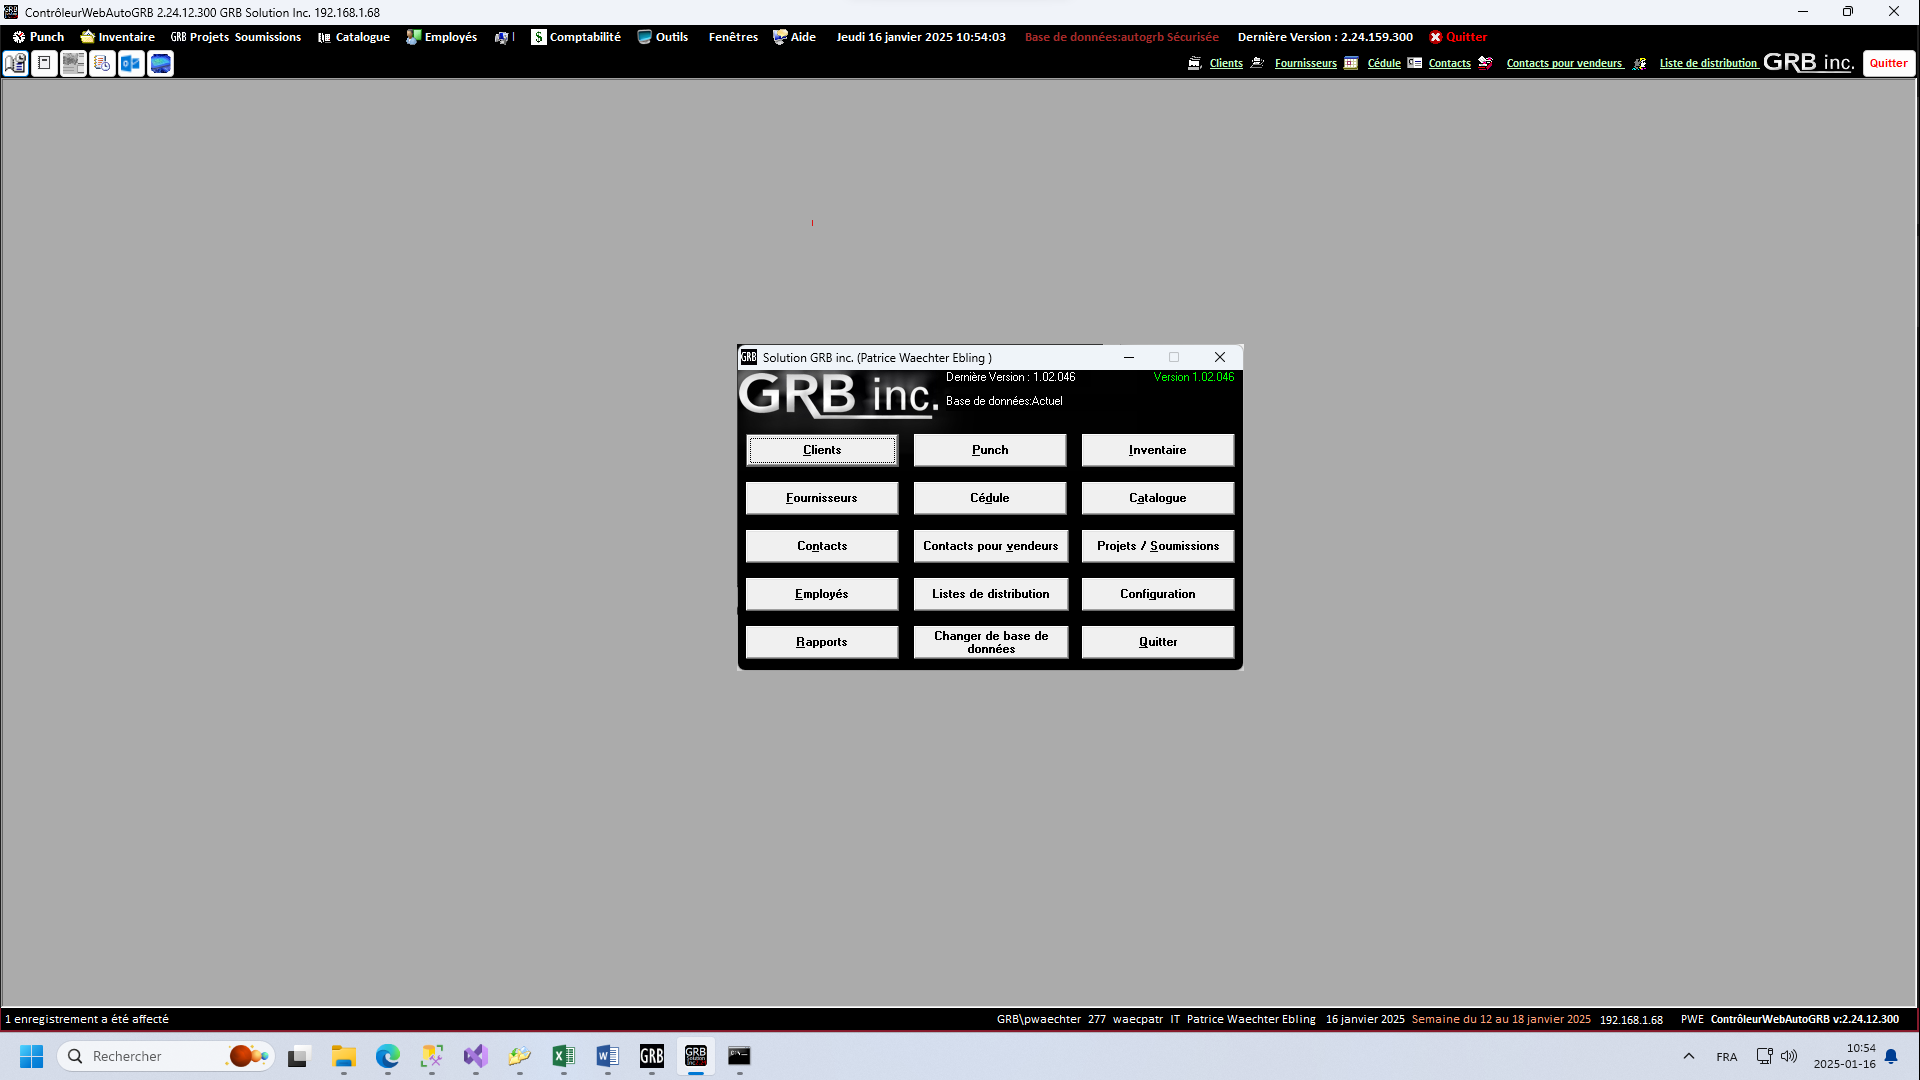 ContrôleurWebAutoGRB 2.24.12.300 GRB Solution Inc. 192.168.1.68
Punch Inventaire GRB Projets Soumissions Catalogue Employés Comptabilité Outils Fenêtres Aide Jeudi 16 janvier 2025 10:54:03 Base de données:autogrb Sécurisée Dernière Version : 2.24.159.300 Quitter
Clients Fournisseurs Cédule Contacts Contacts pour vendeurs Liste de distribution GRB inc. Quitter
GRB Solution GRB inc. (Patrice Waechter Ebling )
GRB inc. Dernière Version : 1.02.046 Version 1.02.046
Base de données:Actuel
Clients Punch Inventaire
Fournisseurs Cédule Catalogue
Contacts Contacts pour vendeurs Projets / Soumissions
Employés Listes de distribution Configuration
Rapports Changer de base de données Quitter
1 enregistrement a été affecté GRB\pwaechter 277 waecpatr IT Patrice Waechter Ebling 16 janvier 2025 Semaine du 12 au 18 janvier 2025 192.168.1.68 PWE ContrôleurWebAutoGRB v:2.24.12.300
Rechercher GRB GRB FRA 10:54
2025-01-16